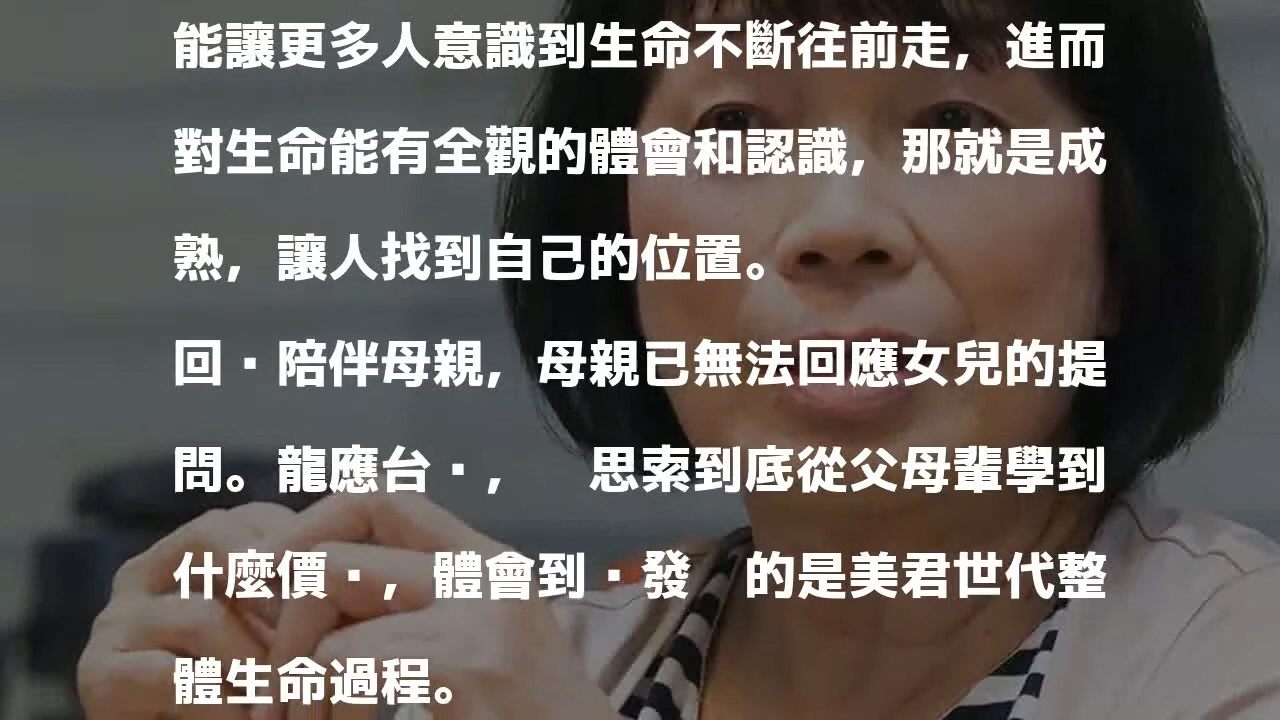 能讓更多人意識到生命不斷往前走，進而
對生命能有全觀的體會和認識，那就是成
熟，讓人找到自己的位置。
回·陪伴母親，母親已無法回應女兒的提
問。龍應台·，　思索到底從父母輩學到
什麼價·，體會到·發　的是美君世代整
體生命過程。